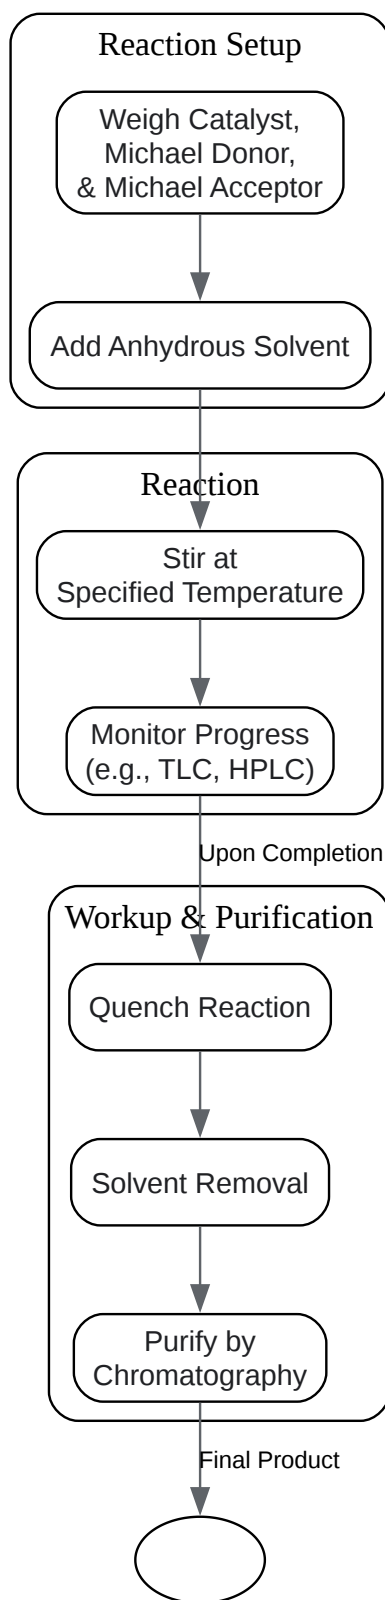 Reaction Setup
Weigh Catalyst,
Michael Donor,
& Michael Acceptor
Add Anhydrous Solvent
Reaction
Stir at
Specified Temperature
Monitor Progress
(e.g., TLC, HPLC)
Upon Completion
Workup & Purification
Quench Reaction
Solvent Removal
Purify by
Chromatography
Final Product